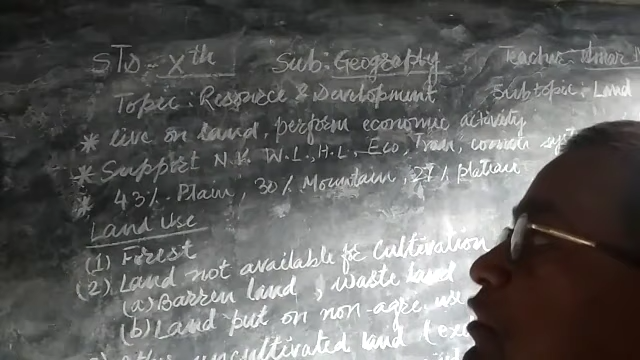 STD - Xth Sub: Geography Teacher:
Topic: Resource & Development Subtopic: Land
* live on land, perform economic activity
* Support N.V. W.L, H.L, Eco, Tran,
* 43% Plain, 30% Mountain, 27% plateau
Land Use
(1) Forest
(2) Land not available for cultivation
(a) Barren land, waste land
(b) Land put on non-agri. use
uncultivated land